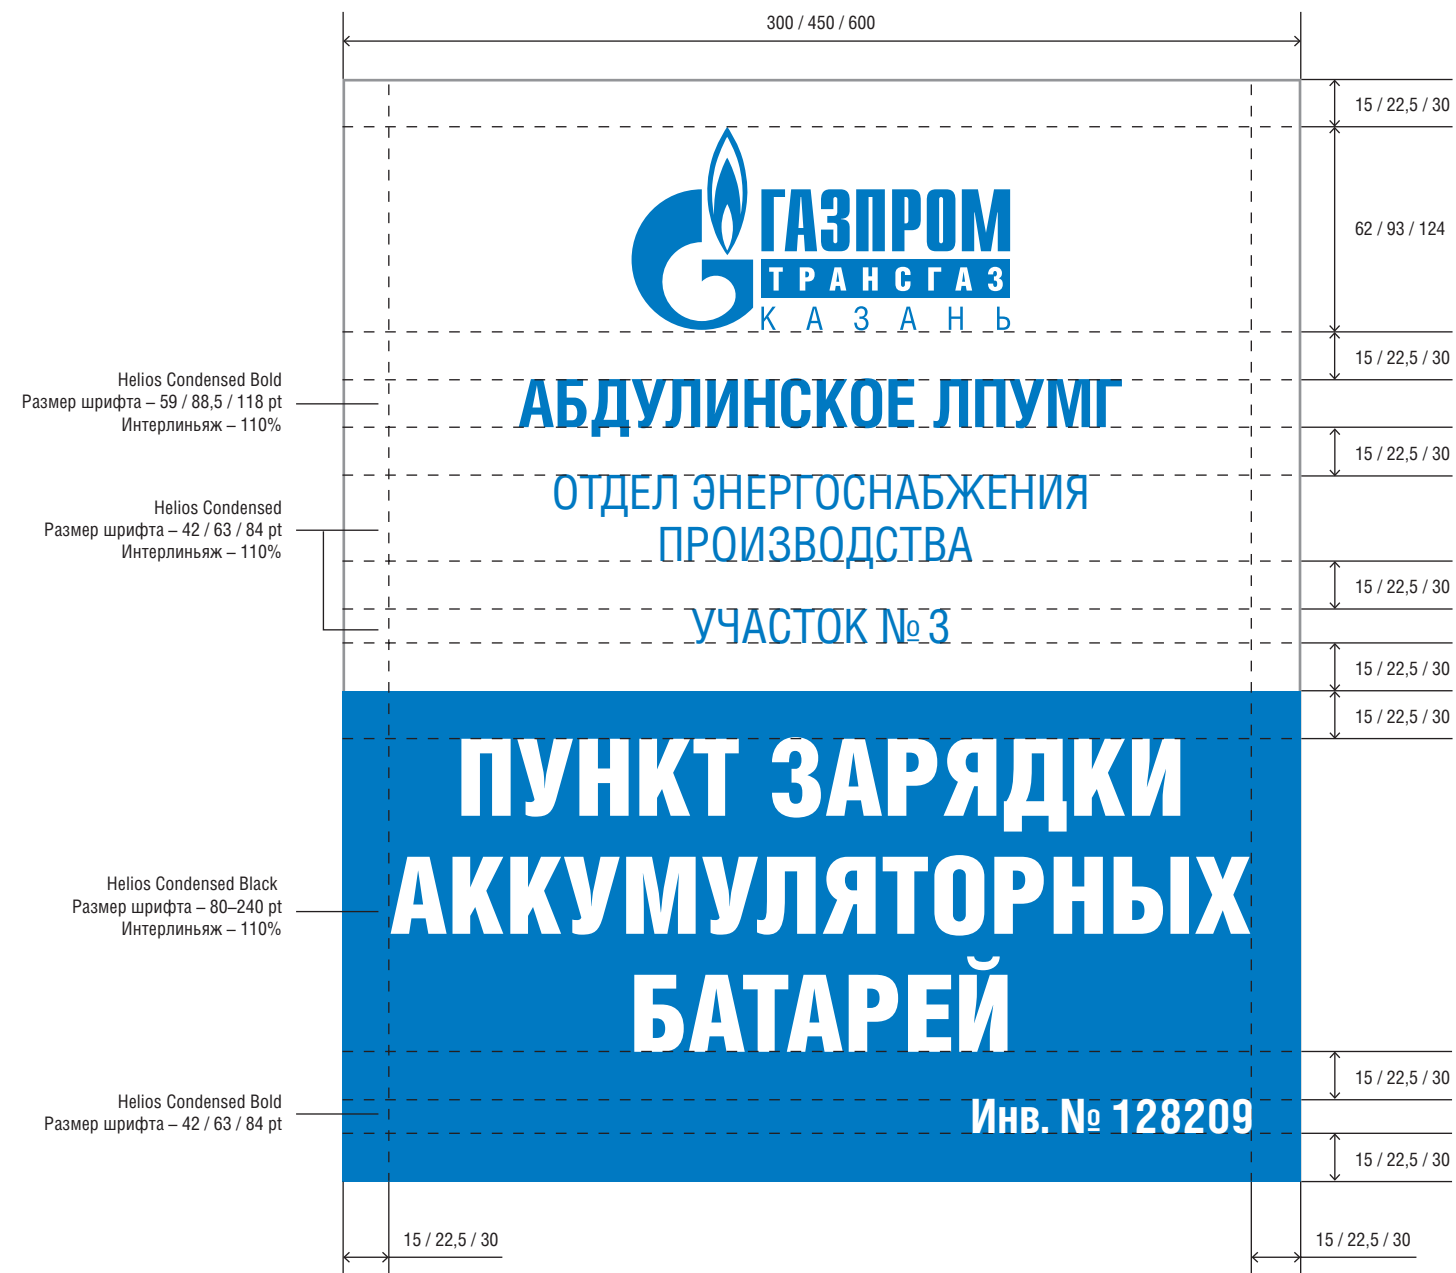 300 / 450 / 600
15 / 22,5 / 30
62 / 93 / 124
ГАЗПРОМ
ТРАНСГАЗ
КАЗАНЬ
15 / 22,5 / 30
Helios Condensed Bold
Размер шрифта – 59 / 88,5 / 118 pt
Интерлиньяж – 110%
АБДУЛИНСКОЕ ЛПУМГ
15 / 22,5 / 30
Helios Condensed
Размер шрифта – 42 / 63 / 84 pt
Интерлиньяж – 110%
ОТДЕЛ ЭНЕРГОСНАБЖЕНИЯ
ПРОИЗВОДСТВА
15 / 22,5 / 30
УЧАСТОК № 3
15 / 22,5 / 30
15 / 22,5 / 30
ПУНКТ ЗАРЯДКИ
АККУМУЛЯТОРНЫХ
БАТАРЕЙ
Helios Condensed Black
Размер шрифта – 80–240 pt
Интерлиньяж – 110%
15 / 22,5 / 30
Helios Condensed Bold
Размер шрифта – 42 / 63 / 84 pt
Инв. № 128209
15 / 22,5 / 30
15 / 22,5 / 30
15 / 22,5 / 30